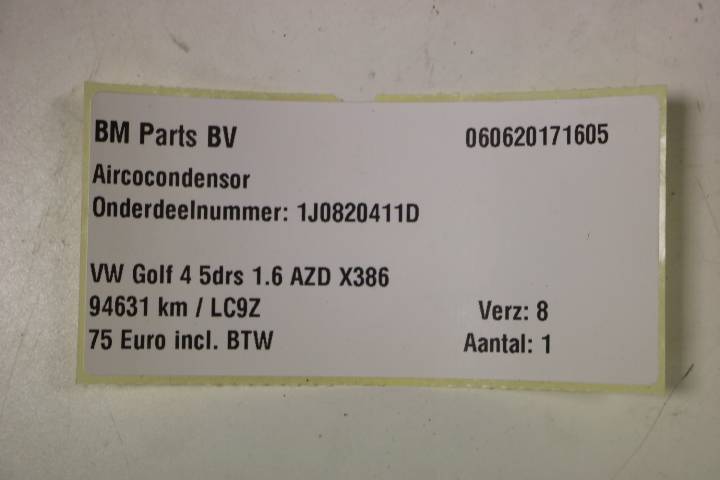 BM Parts BV 060620171605
Aircocondensor
Onderdeelnummer: 1J0820411D
VW Golf 4 5drs 1.6 AZD X386
94631 km / LC9Z Verz: 8
75 Euro incl. BTW Aantal: 1